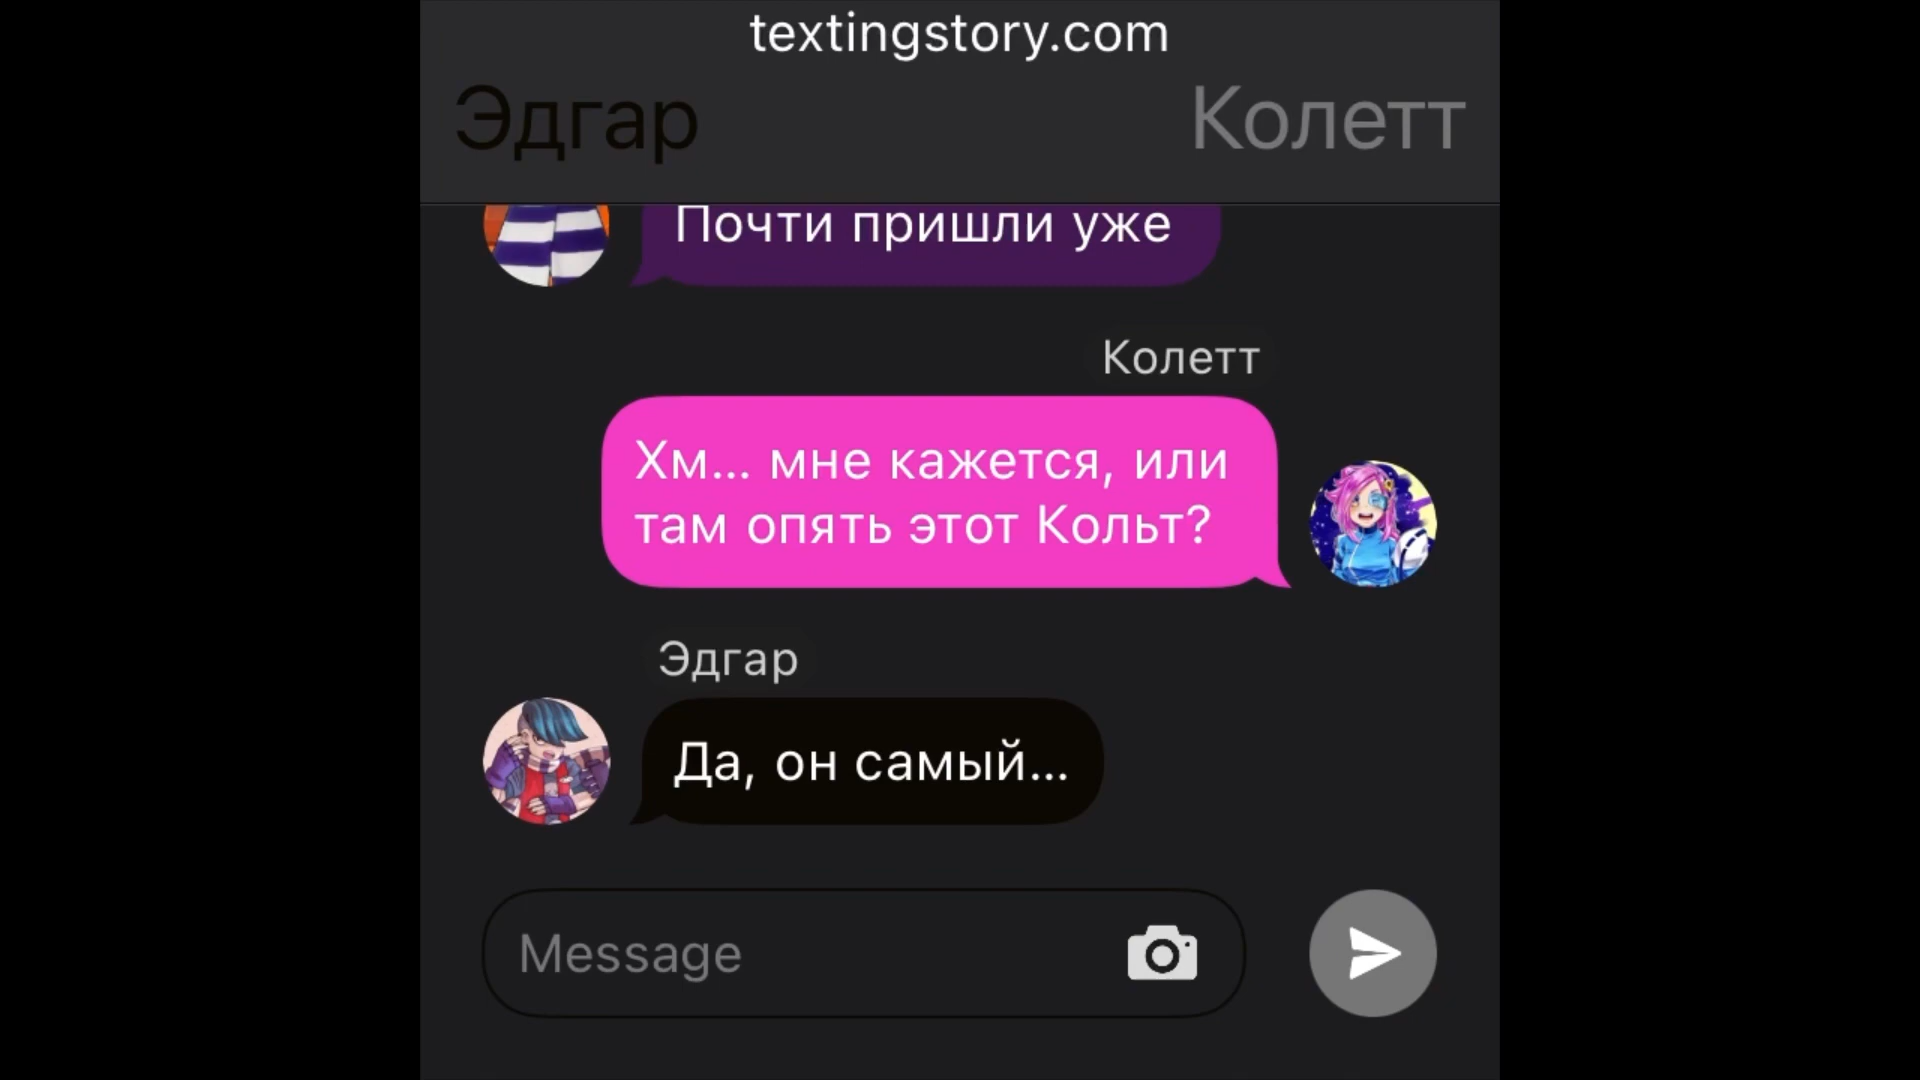 textingstory.com
Эдгар
Колетт
Почти пришли уже
Колетт
Хм... мне кажется, или
там опять этот Кольт?
Эдгар
Да, он самый...
Message